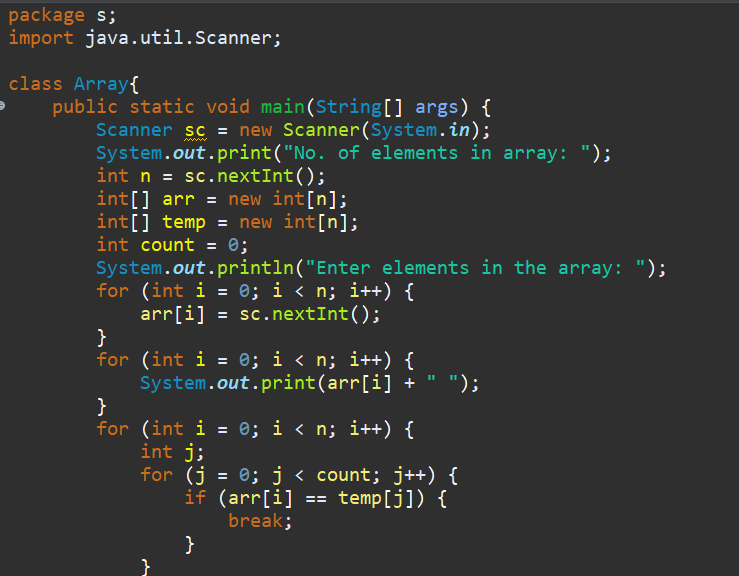 package s;
import java.util.Scanner;
class Array{
    public static void main(String[] args) {
        Scanner sc = new Scanner(System.in);
        System.out.print("No. of elements in array: ");
        int n = sc.nextInt();
        int[] arr = new int[n];
        int[] temp = new int[n];
        int count = 0;
        System.out.println("Enter elements in the array: ");
        for (int i = 0; i < n; i++) {
            arr[i] = sc.nextInt();
        }
        for (int i = 0; i < n; i++) {
            System.out.print(arr[i] + " ");
        }
        for (int i = 0; i < n; i++) {
            int j;
            for (j = 0; j < count; j++) {
                if (arr[i] == temp[j]) {
                    break;
                }
            }